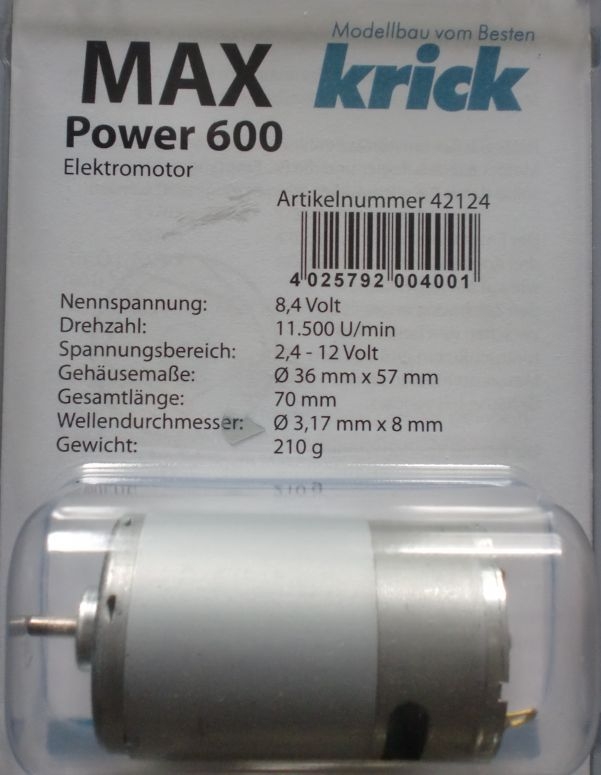 Modellbau vom Besten
MAX krick
Power 600
Elektromotor
Artikelnummer 42124
4 025792 004001
Nennspannung: 8,4 Volt
Drehzahl: 11.500 U/min
Spannungsbereich: 2,4 - 12 Volt
Gehäusemaße: Ø 36 mm x 57 mm
Gesamtlänge: 70 mm
Wellendurchmesser: Ø 3,17 mm x 8 mm
Gewicht: 210 g